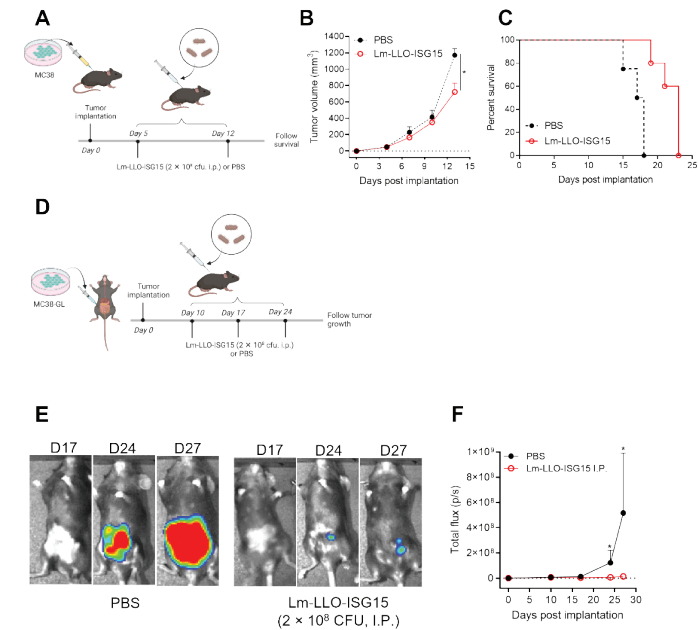 A
MC38
Tumor
implantation
Day 0
Day 5
Day 12
Follow
survival
Lm-LLO-ISG15 (2 × 10⁸ cfu. i.p.) or PBS
B
PBS
Lm-LLO-ISG15
Tumor volume (mm³)
1400
1200
1000
800
600
400
200
0
*
0 3 6 9 12 15
Days post implantation
C
Percent survival
100
80
60
40
20
0
PBS
Lm-LLO-ISG15
0 5 10 15 20 25
Days post implantation
D
MC38-GL
Tumor
implantation
Day 0
Day 10
Day 17
Day 24
Follow tumor
growth
Lm-LLO-ISG15 (2 × 10⁸ cfu. i.p.)
or PBS
E
D17 D24 D27
D17 D24 D27
PBS
Lm-LLO-ISG15
(2 × 10⁸ CFU, I.P.)
F
PBS
Lm-LLO-ISG15 I.P.
Total flux (p/s)
1×10⁹
8×10⁸
6×10⁸
4×10⁸
2×10⁸
0
*
*
0 5 10 15 20 25 30
Days post implantation